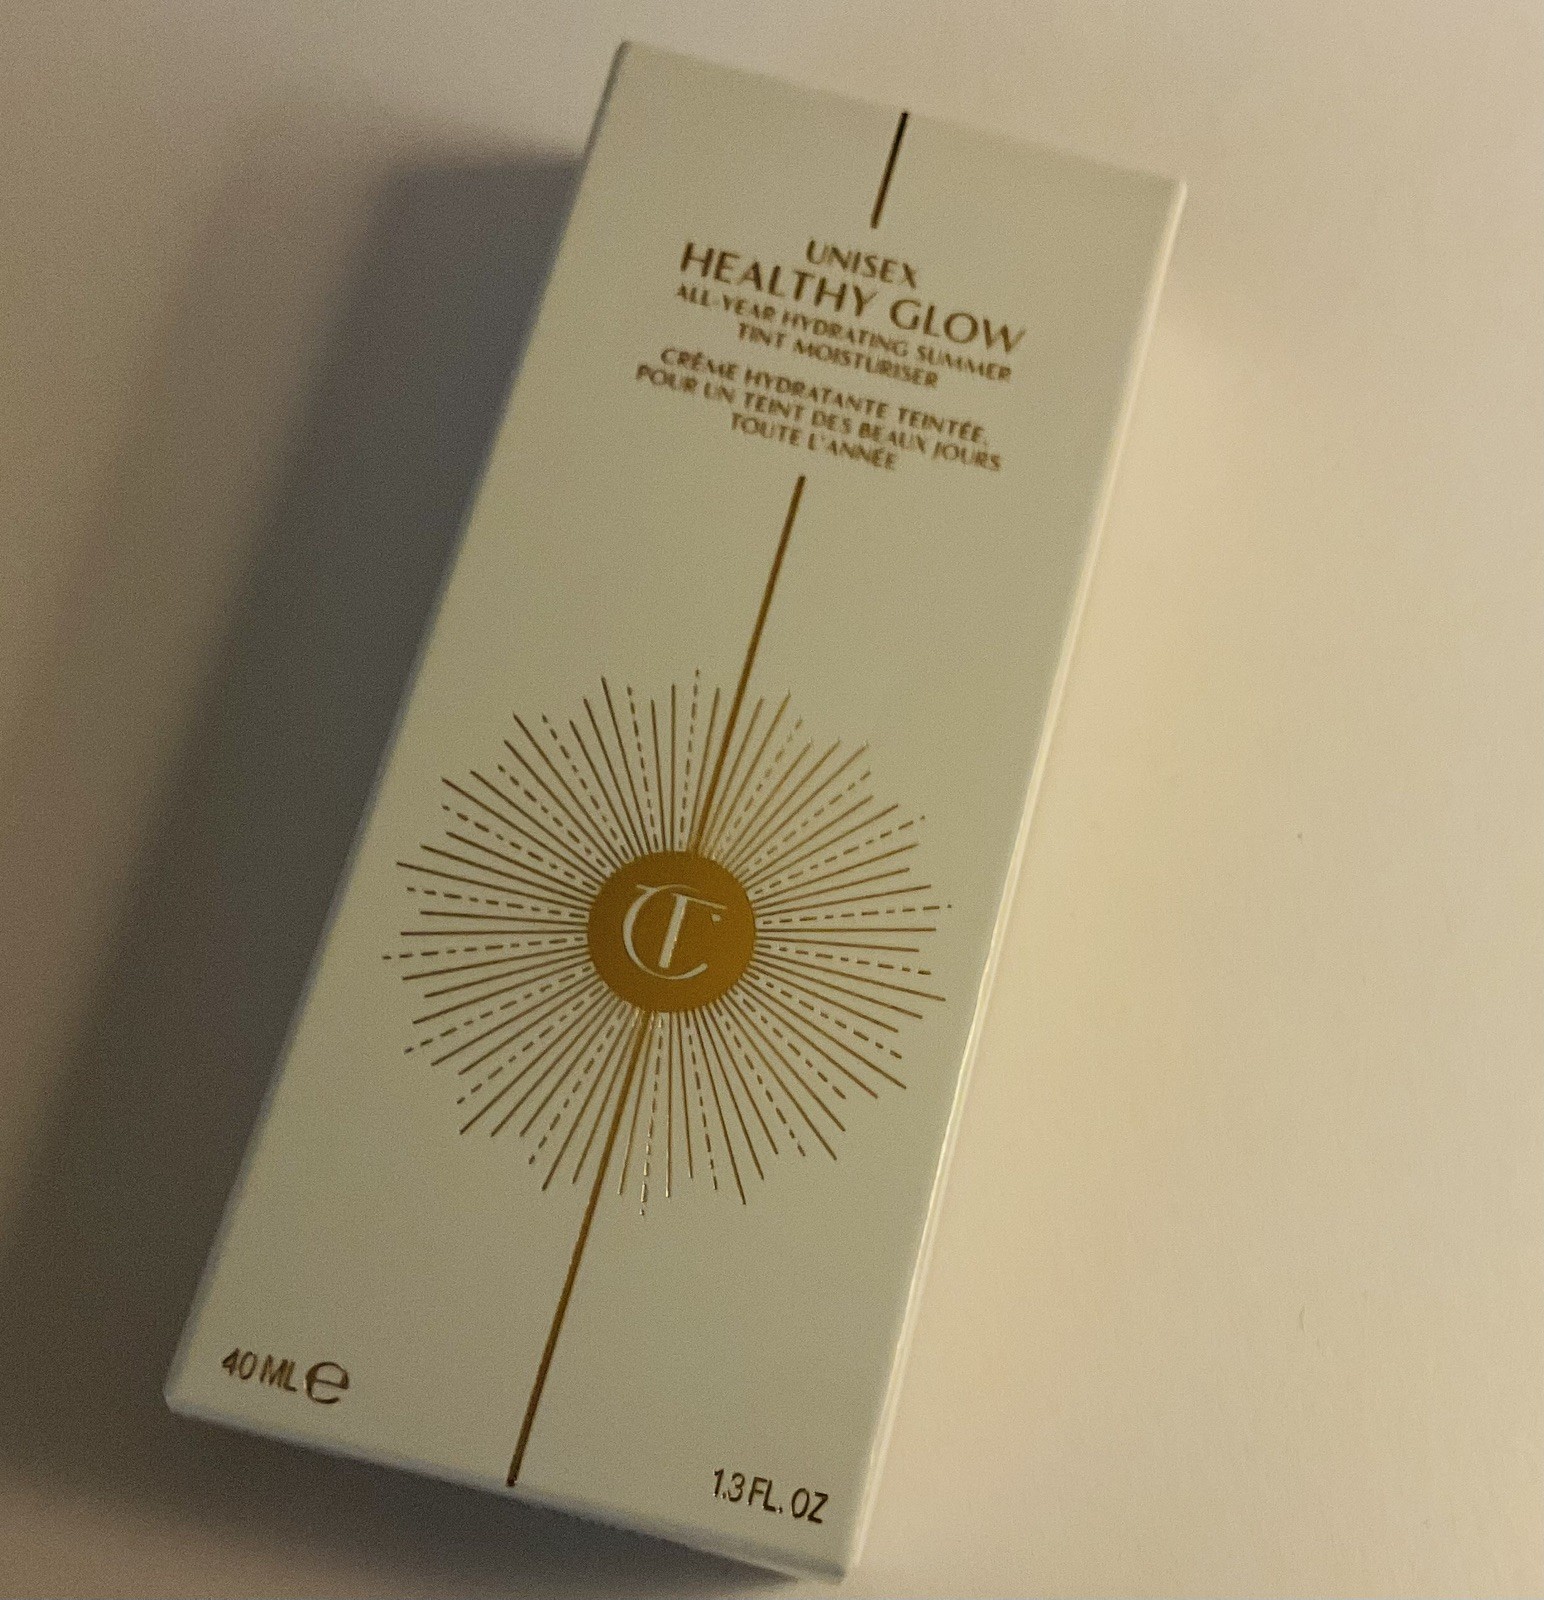 UNISEX
HEALTHY GLOW
ALL-YEAR HYDRATING SUMMER
TINT MOISTURISER
CRÈME HYDRATANTE TEINTÉE,
POUR UN TEINT DES BEAUX JOURS
TOUTE L'ANNÉE
CT
40 ML ℮
1.3 FL. OZ